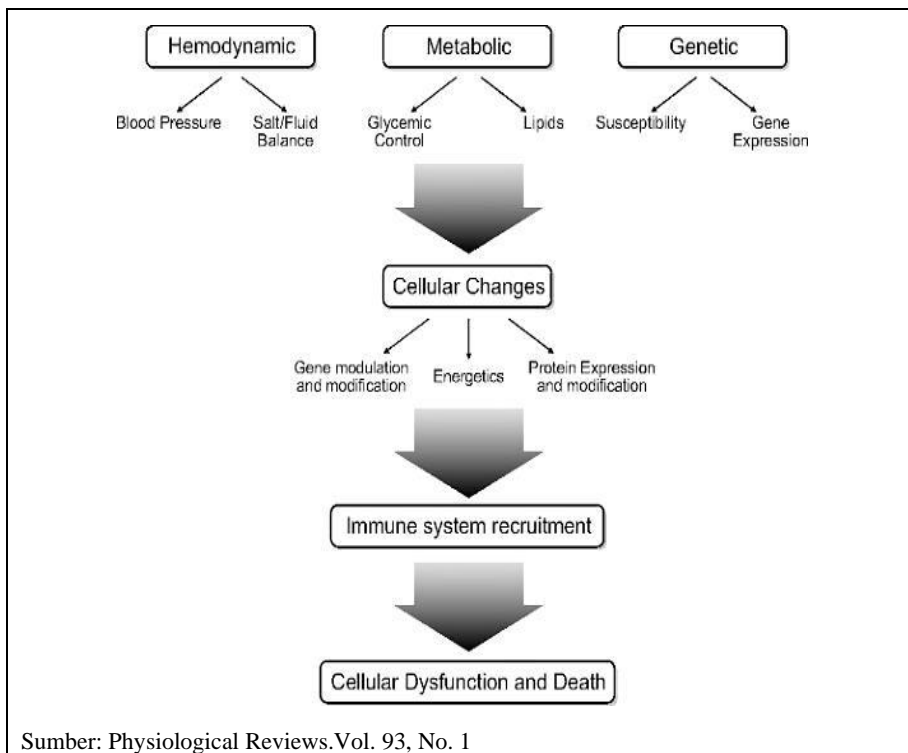 Hemodynamic
Metabolic
Genetic
Blood Pressure
Salt/Fluid
Balance
Glycemic
Control
Lipids
Susceptibility
Gene
Expression
Cellular Changes
Gene modulation
and modification
Energetics
Protein Expression
and modification
Immune system recruitment
Cellular Dysfunction and Death
Sumber: Physiological Reviews.Vol. 93, No. 1